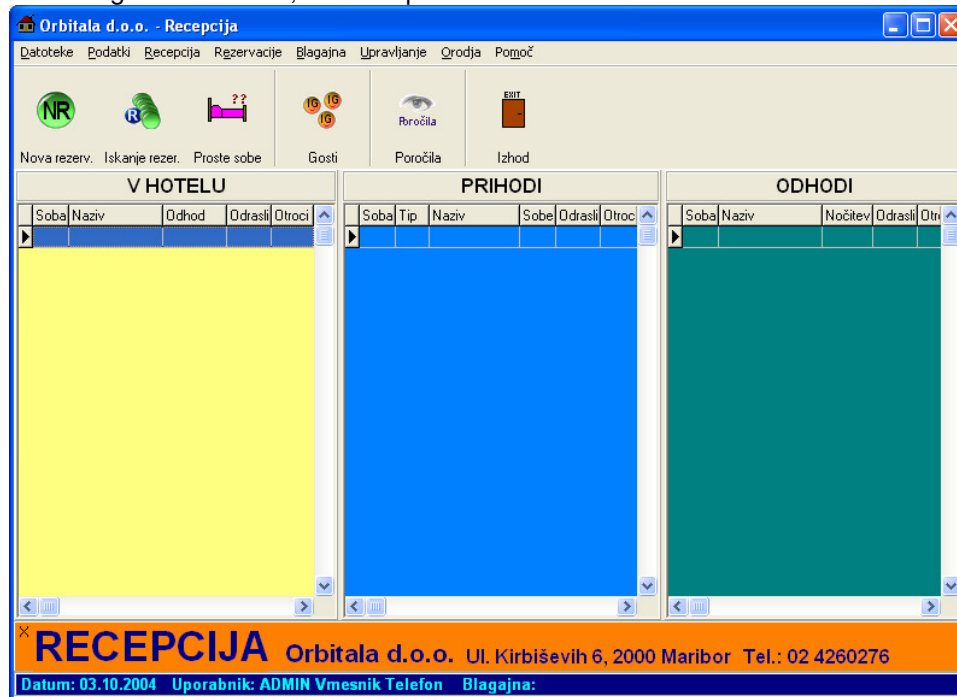 Orbitala d.o.o. - Recepcija
Datoteke Podatki Recepcija Rezervacije Blagajna Upravljanje Orodja Pomoč
NR R ?? IG IG IG Poročila EXIT
Nova rezerv. Iskanje rezer. Proste sobe Gosti Poročila Izhod
V HOTELU PRIHODI ODHODI
Soba Naziv Odhod Odrasli Otroci Soba Tip Naziv Sobe Odrasli Otroc Soba Naziv Nočitev Odrasli Otr
X
RECEPCIJA Orbitala d.o.o. Ul. Kirbiševih 6, 2000 Maribor Tel.: 02 4260276
Datum: 03.10.2004 Uporabnik: ADMIN Vmesnik Telefon Blagajna: